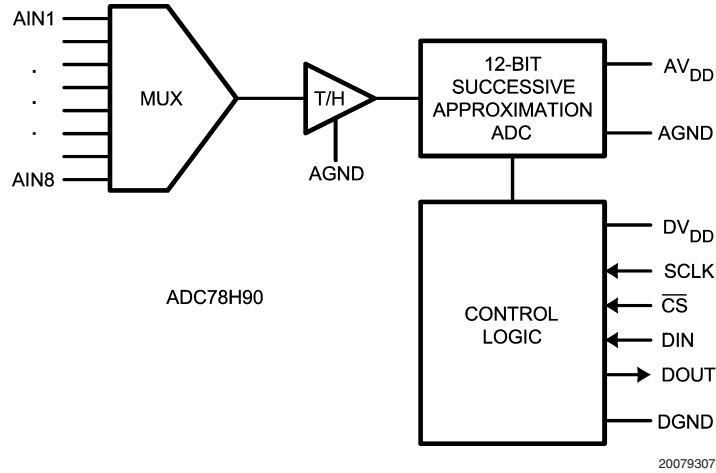 AIN1
.
.
.
AIN8
MUX
T/H
AGND
12-BIT
SUCCESSIVE
APPROXIMATION
ADC
AVDD
AGND
ADC78H90
CONTROL
LOGIC
DVDD
SCLK
C̅S̅
DIN
DOUT
DGND
20079307